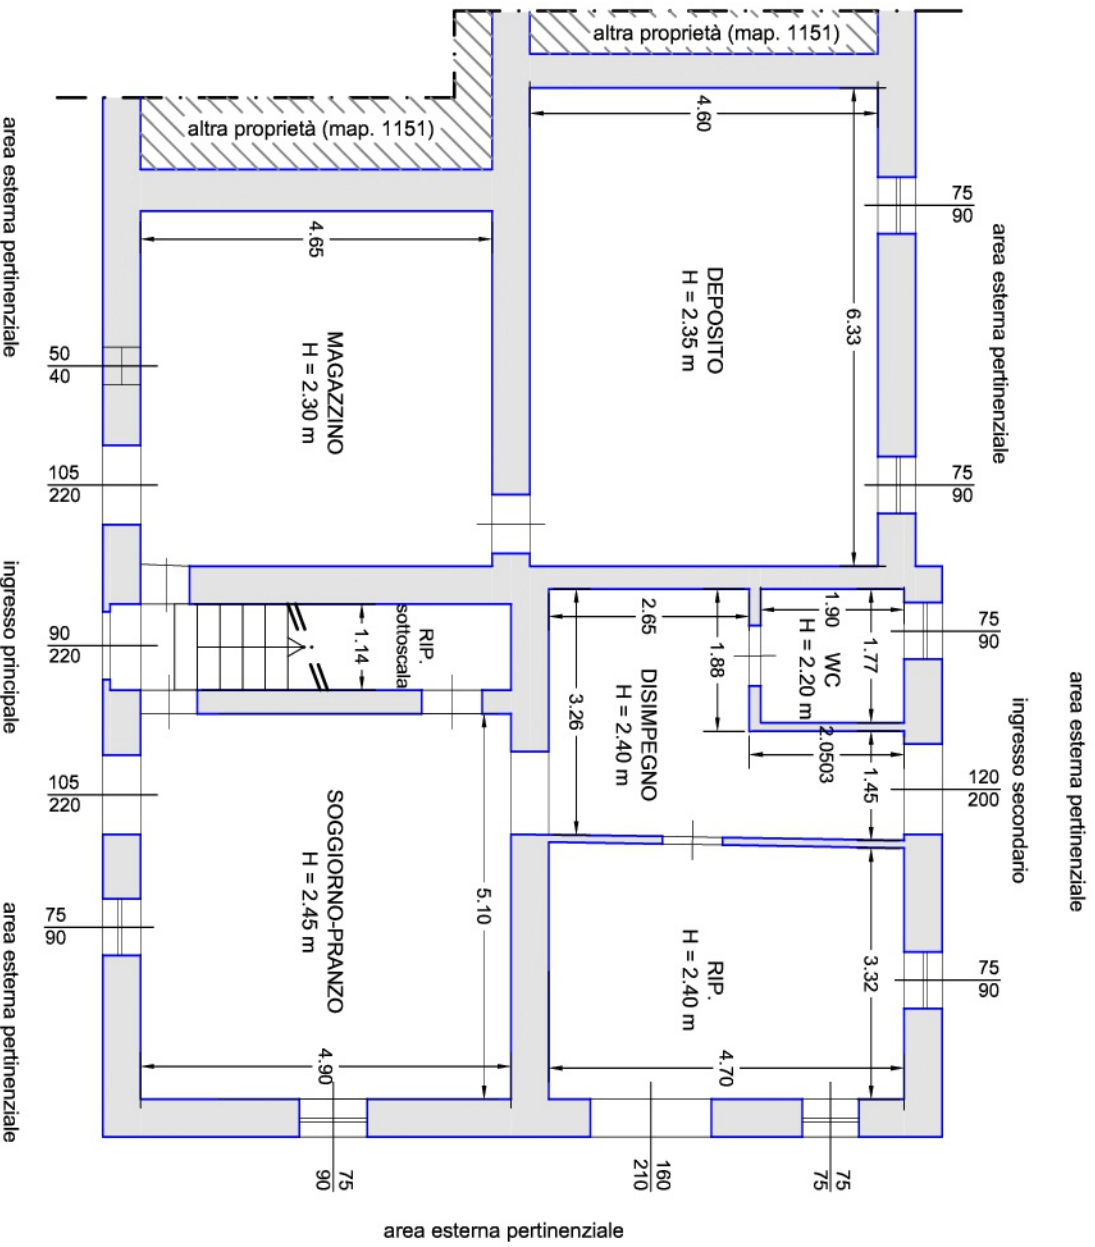 altra proprietà (map. 1151)
altra proprietà (map. 1151)
area esterna pertinenziale
area esterna pertinenziale
4.60
6.33
75
90
DEPOSITO
H = 2.35 m
75
90
4.65
MAGAZZINO
H = 2.30 m
50
40
105
220
ingresso principale
90
220
1.14
RIP.
sottoscala
2.65
1.88
3.26
DISIMPEGNO
H = 2.40 m
1.90
1.77
WC
H = 2.20 m
75
90
2.0503
1.45
120
200
ingresso secondario
area esterna pertinenziale
105
220
SOGGIORNO-PRANZO
H = 2.45 m
5.10
4.90
75
90
area esterna pertinenziale
RIP.
H = 2.40 m
3.32
4.70
75
90
75
90
160
210
75
75
area esterna pertinenziale